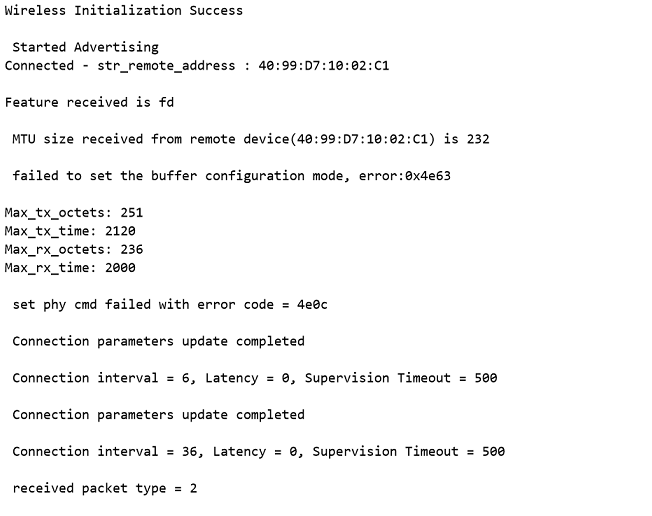 Wireless Initialization Success
Started Advertising
Connected - str_remote_address : 40:99:D7:10:02:C1
Feature received is fd
MTU size received from remote device(40:99:D7:10:02:C1) is 232
failed to set the buffer configuration mode, error:0x4e63
Max_tx_octets: 251
Max_tx_time: 2120
Max_rx_octets: 236
Max_rx_time: 2000
set phy cmd failed with error code = 4e0c
Connection parameters update completed
Connection interval = 6, Latency = 0, Supervision Timeout = 500
Connection parameters update completed
Connection interval = 36, Latency = 0, Supervision Timeout = 500
received packet type = 2